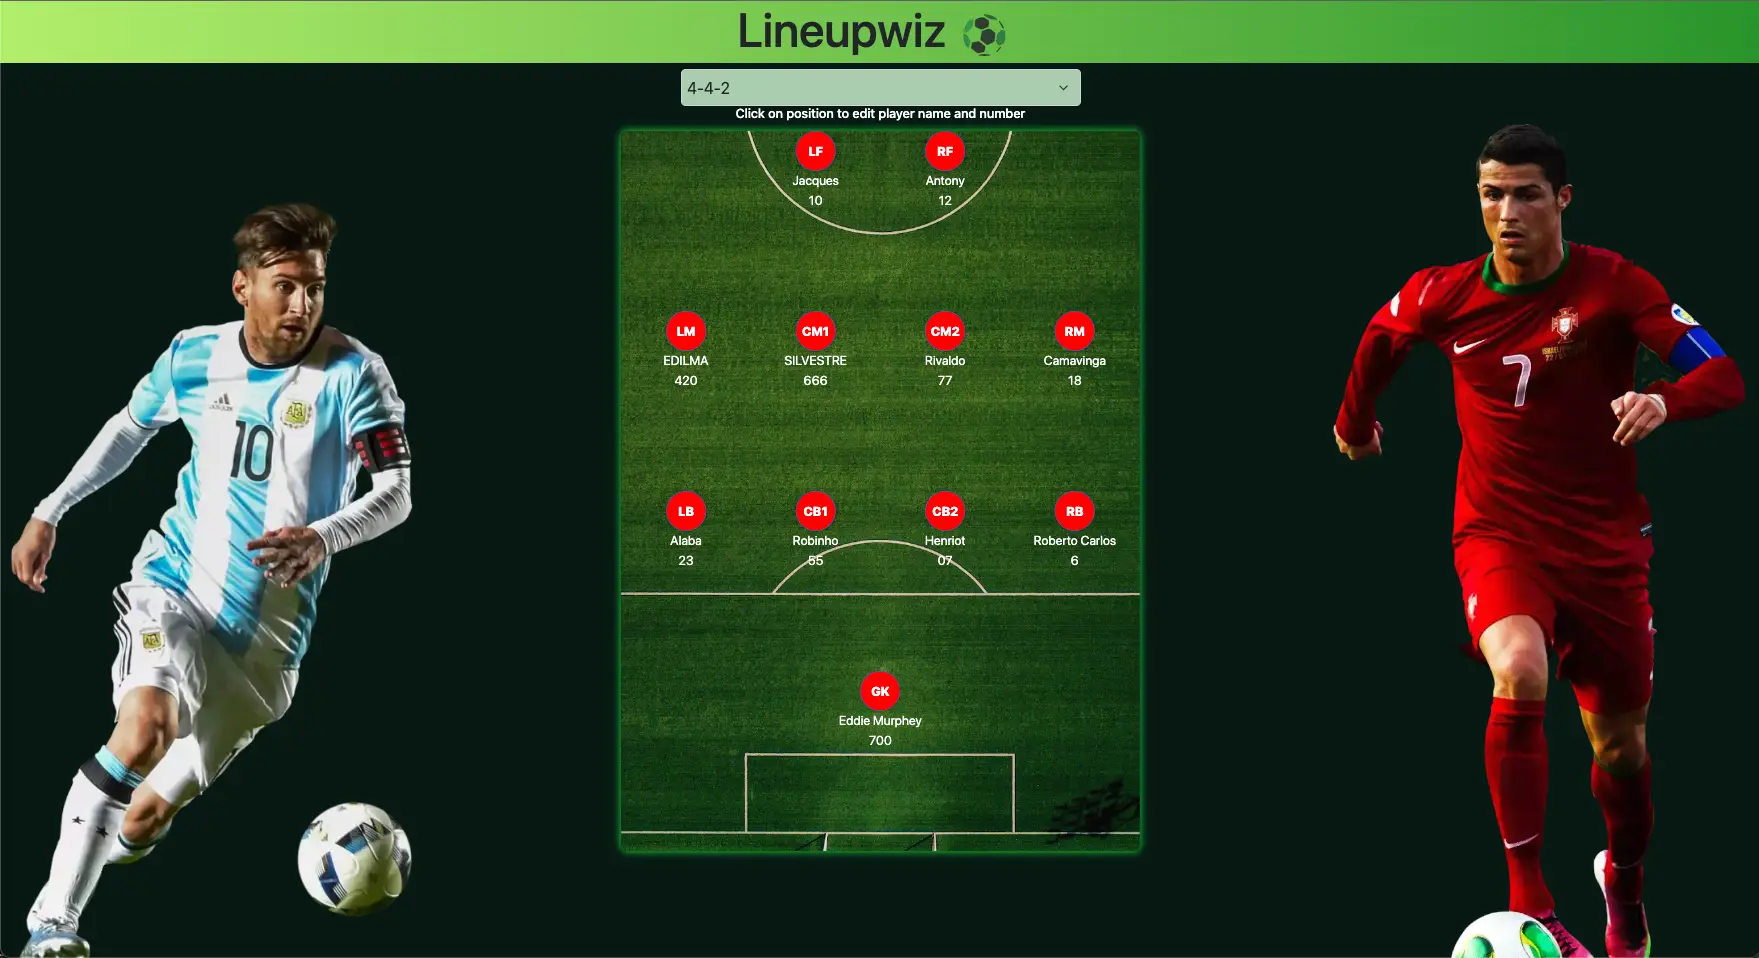 Lineupwiz
4-4-2
Click on position to edit player name and number
LF RF
Jacques Antony
10 12
LM CM1 CM2 RM
EDILMA SILVESTRE Rivaldo Camavinga
420 666 77 18
LB CB1 CB2 RB
Alaba Robinho Henriot Roberto Carlos
23 55 07 6
GK
Eddie Murphey
700
10
AFA
7